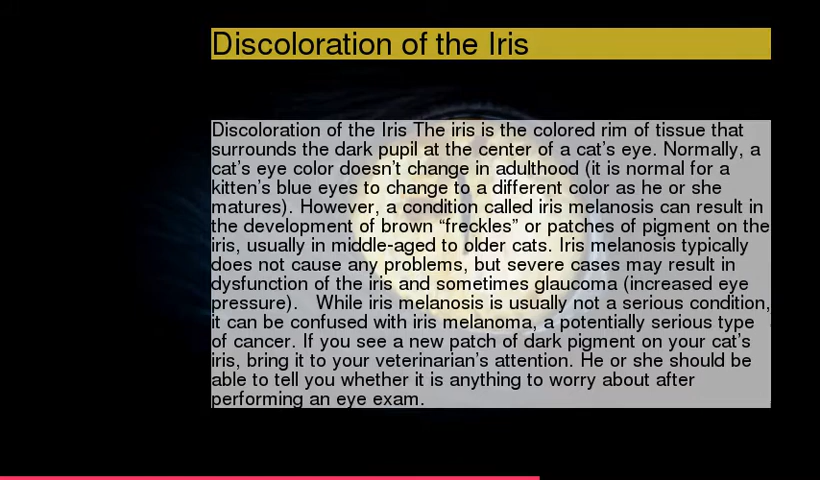 Discoloration of the Iris
Discoloration of the Iris The iris is the colored rim of tissue that
surrounds the dark pupil at the center of a cat’s eye. Normally, a
cat’s eye color doesn’t change in adulthood (it is normal for a
kitten’s blue eyes to change to a different color as he or she
matures). However, a condition called iris melanosis can result in
the development of brown “freckles” or patches of pigment on the
iris, usually in middle-aged to older cats. Iris melanosis typically
does not cause any problems, but severe cases may result in
dysfunction of the iris and sometimes glaucoma (increased eye
pressure).   While iris melanosis is usually not a serious condition,
it can be confused with iris melanoma, a potentially serious type
of cancer. If you see a new patch of dark pigment on your cat’s
iris, bring it to your veterinarian’s attention. He or she should be
able to tell you whether it is anything to worry about after
performing an eye exam.